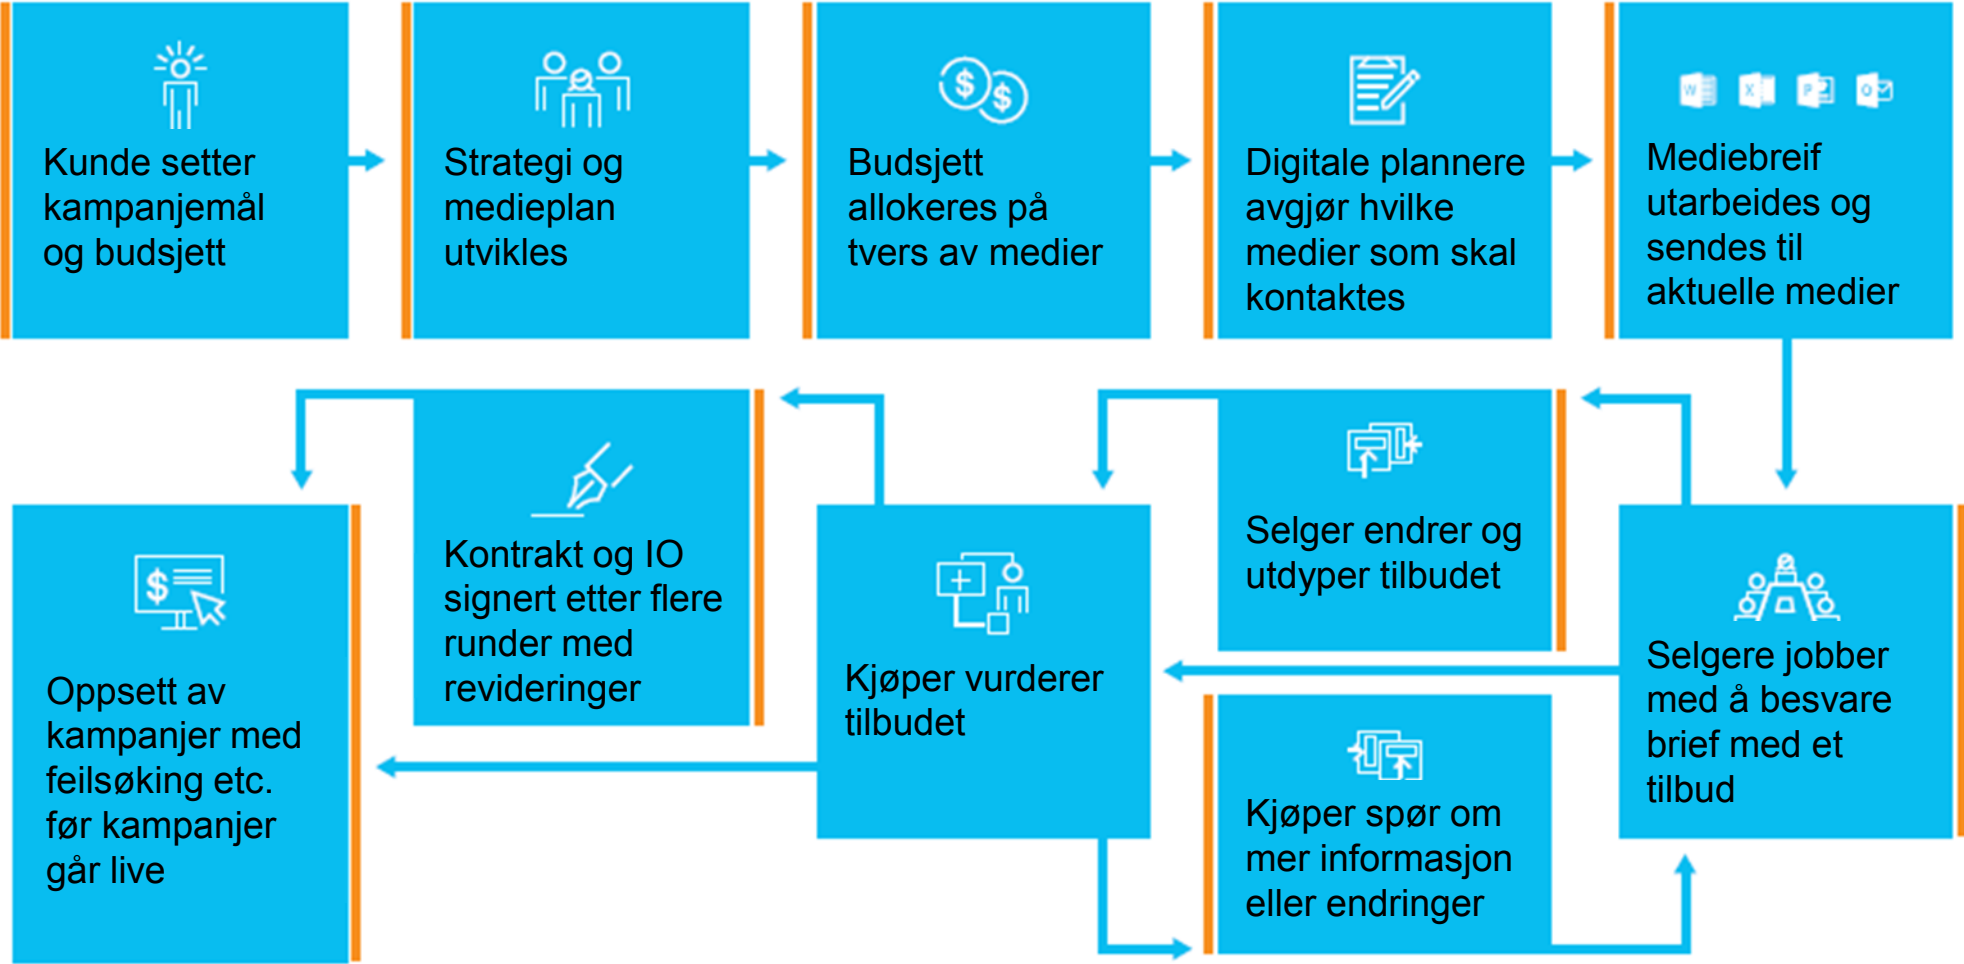 Kunde setter
kampanjemål
og budsjett
Strategi og
medieplan
utvikles
Budsjett
allokeres på
tvers av medier
Digitale plannere
avgjør hvilke
medier som skal
kontaktes
W X P O
Mediebreif
utarbeides og
sendes til
aktuelle medier
Selgere jobber
med å besvare
brief med et
tilbud
Selger endrer og
utdyper tilbudet
Kjøper spør om
mer informasjon
eller endringer
Kjøper vurderer
tilbudet
Kontrakt og IO
signert etter flere
runder med
revideringer
Oppsett av
kampanjer med
feilsøking etc.
før kampanjer
går live